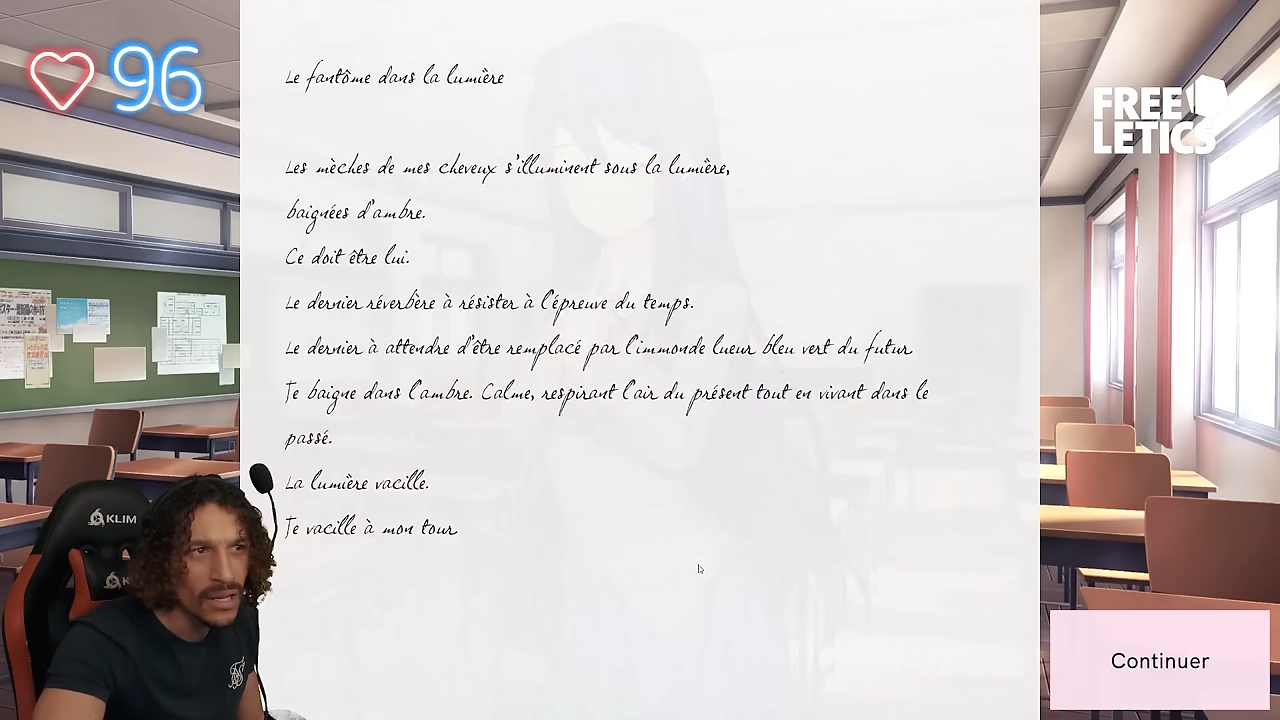 96
FREE
LETICS
Le fantôme dans la lumière
Les mèches de mes cheveux s'illuminent sous la lumière,
baignées d'ambre.
Ce doit être lui.
Le dernier réverbère à résister à l'épreuve du temps.
Le dernier à attendre d'être remplacé par l'immonde lueur bleu vert du futur
Je baigne dans l'ambre. Calme, respirant l'air du présent tout en vivant dans le
passé.
La lumière vacille.
Je vacille à mon tour
KLIM
Continuer